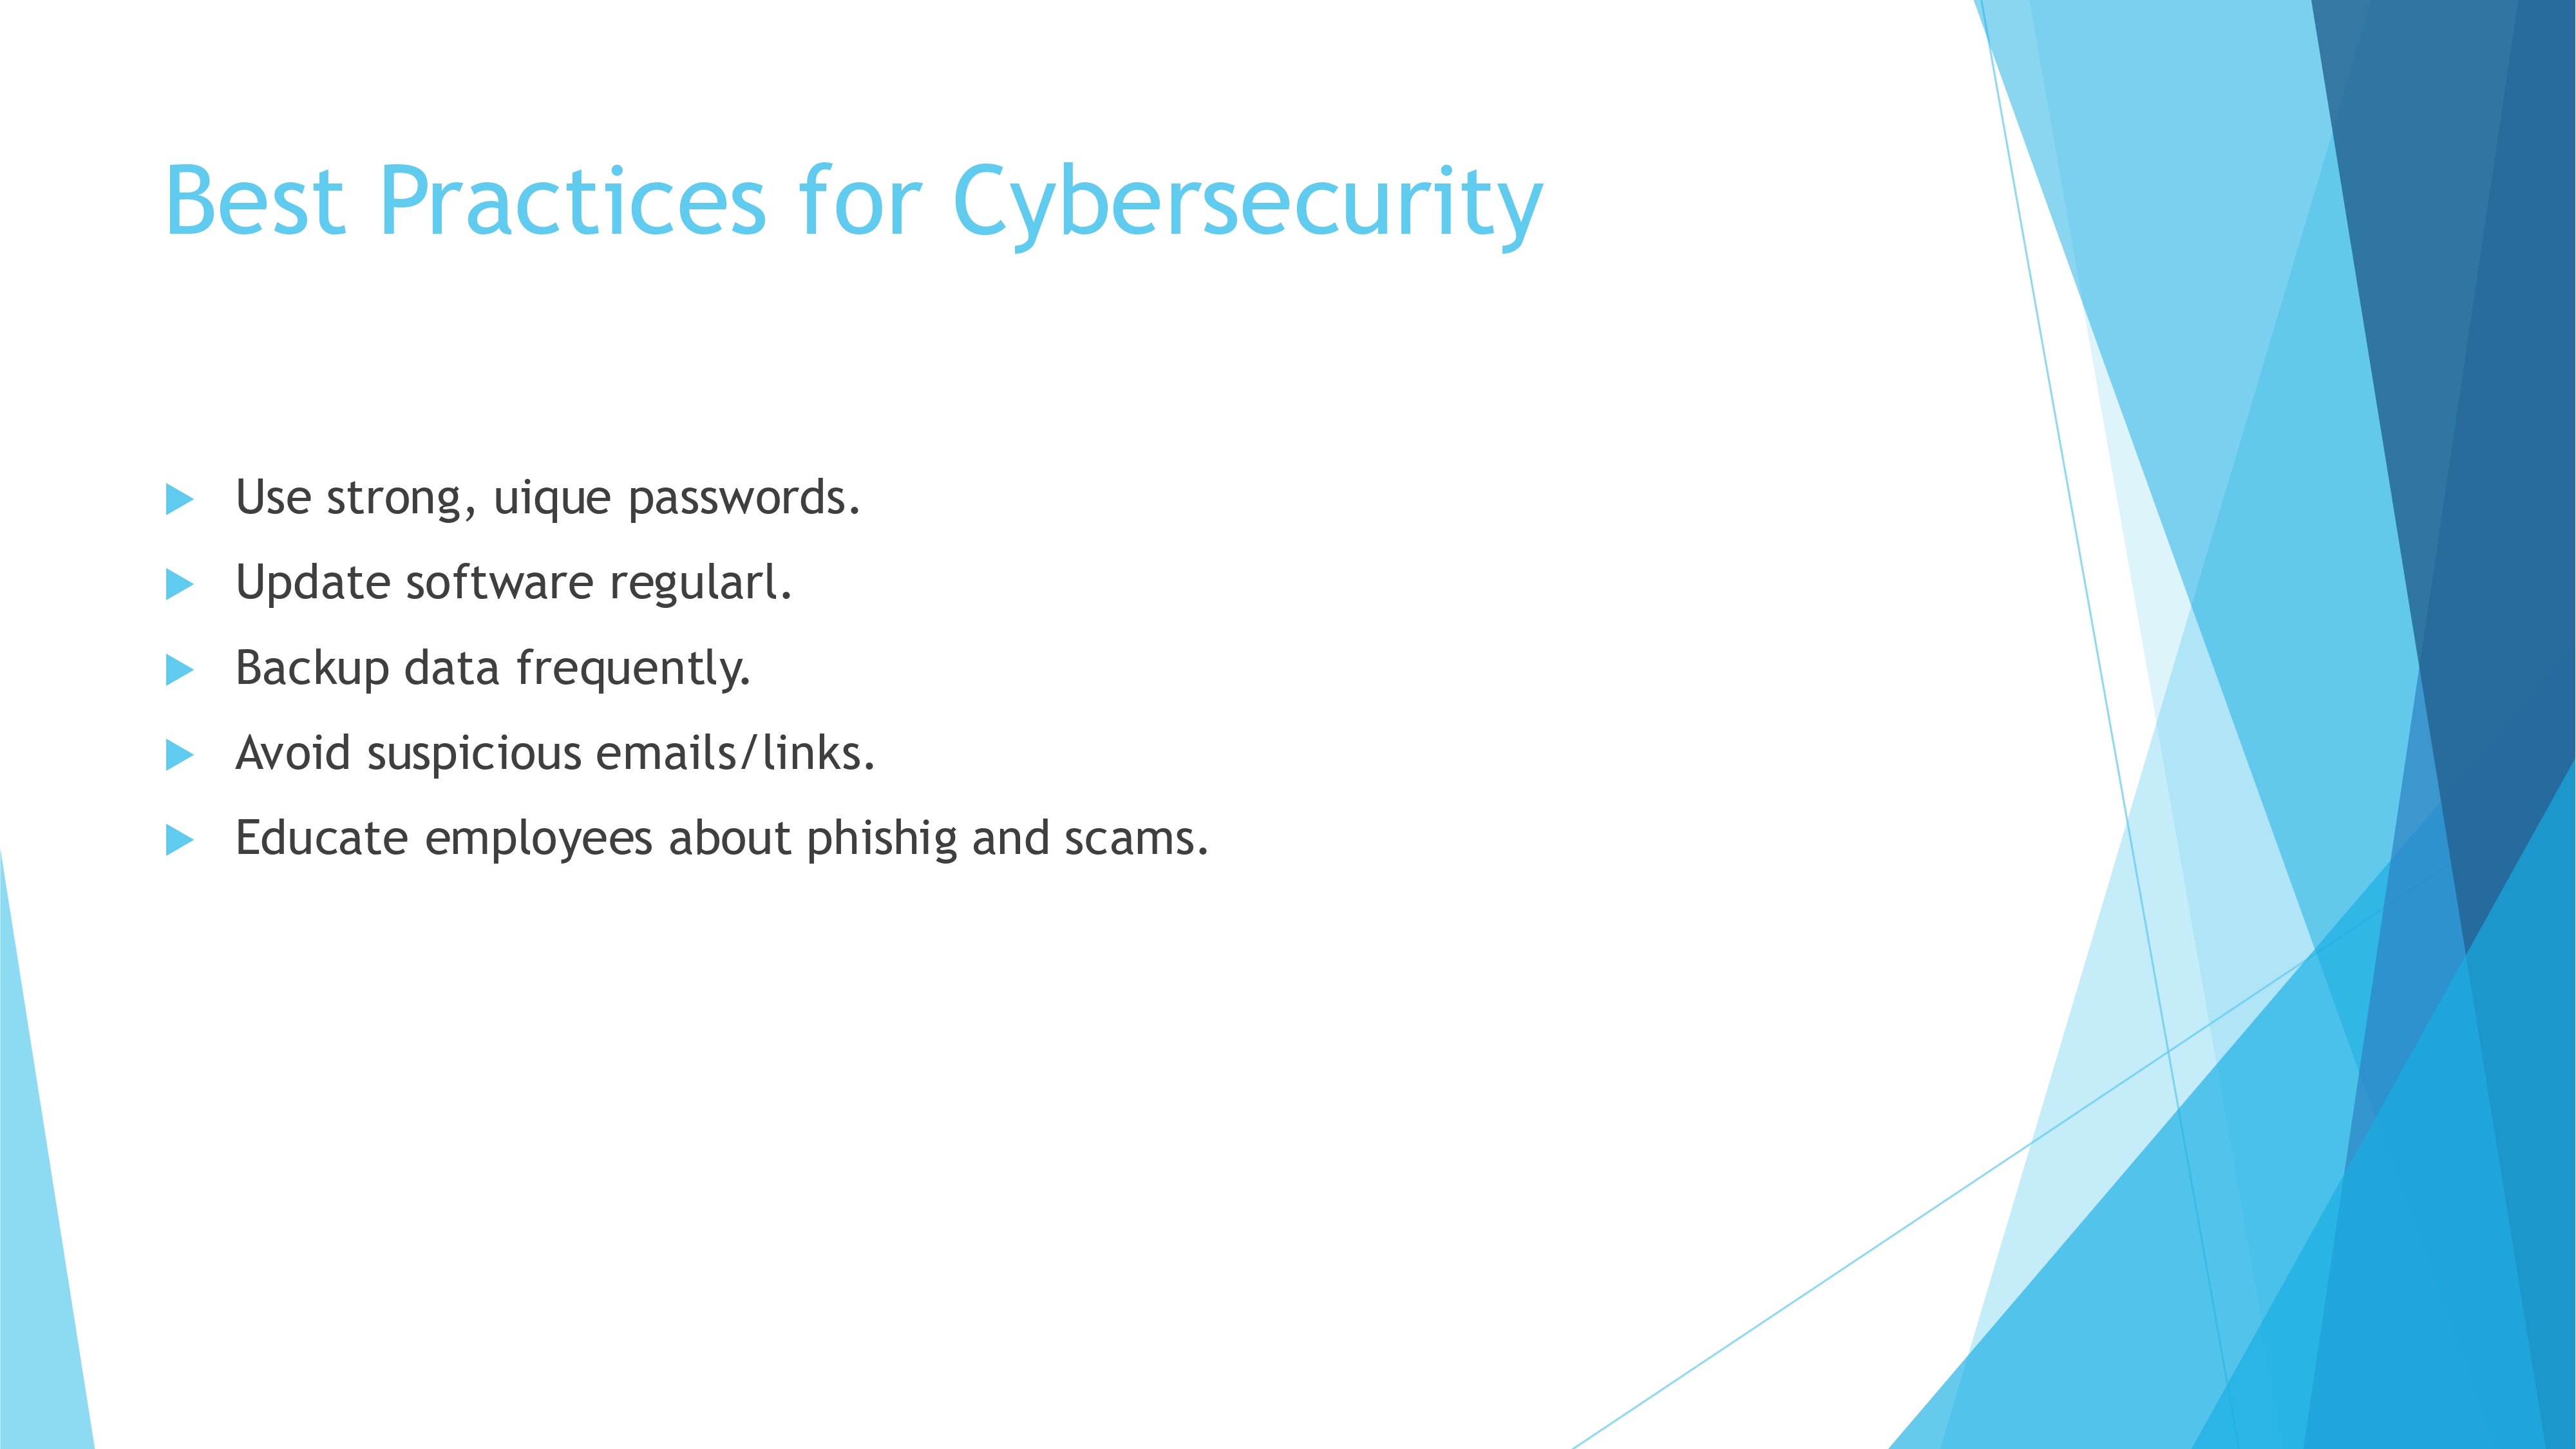 Best Practices for Cybersecurity
Use strong, uique passwords.
Update software regularl.
Backup data frequently.
Avoid suspicious emails/links.
Educate employees about phishig and scams.